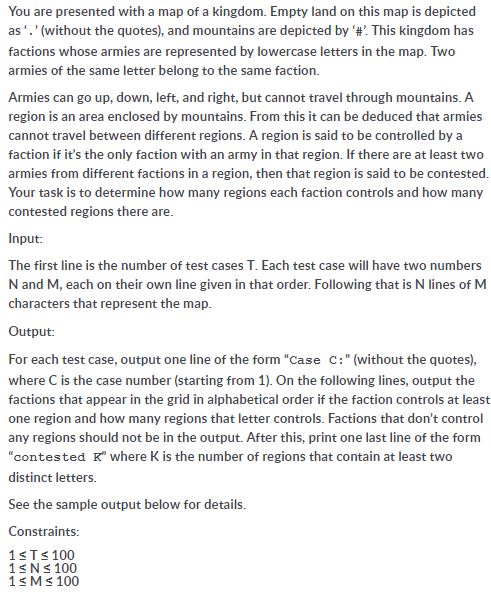 You are presented with a map of a kingdom. Empty land on this map is depicted
as ‘.’ (without the quotes), and mountains are depicted by ‘#’. This kingdom has
factions whose armies are represented by lowercase letters in the map. Two
armies of the same letter belong to the same faction.
Armies can go up, down, left, and right, but cannot travel through mountains. A
region is an area enclosed by mountains. From this it can be deduced that armies
cannot travel between different regions. A region is said to be controlled by a
faction if it’s the only faction with an army in that region. If there are at least two
armies from different factions in a region, then that region is said to be contested.
Your task is to determine how many regions each faction controls and how many
contested regions there are.
Input:
The first line is the number of test cases T. Each test case will have two numbers
N and M, each on their own line given in that order. Following that is N lines of M
characters that represent the map.
Output:
For each test case, output one line of the form “Case C:” (without the quotes),
where C is the case number (starting from 1). On the following lines, output the
factions that appear in the grid in alphabetical order if the faction controls at least
one region and how many regions that letter controls. Factions that don’t control
any regions should not be in the output. After this, print one last line of the form
“contested K” where K is the number of regions that contain at least two
distinct letters.
See the sample output below for details.
Constraints:
1 ≤ T ≤ 100
1 ≤ N ≤ 100
1 ≤ M ≤ 100